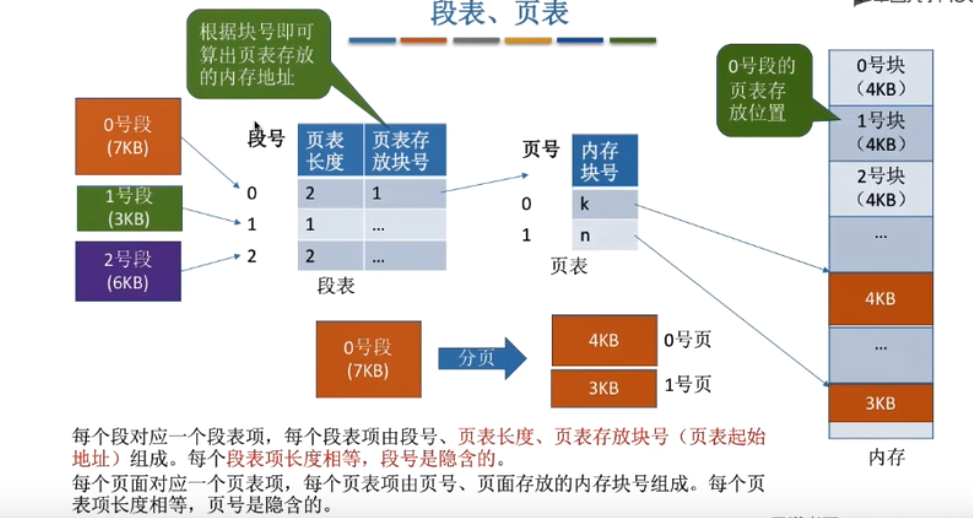 段表、页表
根据块号即可
算出页表存放
的内存地址
0号段的
页表存
放位置
0号段
(7KB)
1号段
(3KB)
2号段
(6KB)
段号
页表
长度
页表存
放块号
0
2
1
1
1
...
2
2
...
段表
页号
内存
块号
0
k
1
n
页表
0号块
（4KB）
1号块
(4KB)
2号块
（4KB）
...
4KB
...
3KB
内存
0号段
(7KB)
分页
4KB
0号页
3KB
1号页
每个段对应一个段表项，每个段表项由段号、页表长度、页表存放块号（页表起始
地址）组成。每个段表项长度相等，段号是隐含的。
每个页面对应一个页表项，每个页表项由页号、页面存放的内存块号组成。每个页
表项长度相等，页号是隐含的。